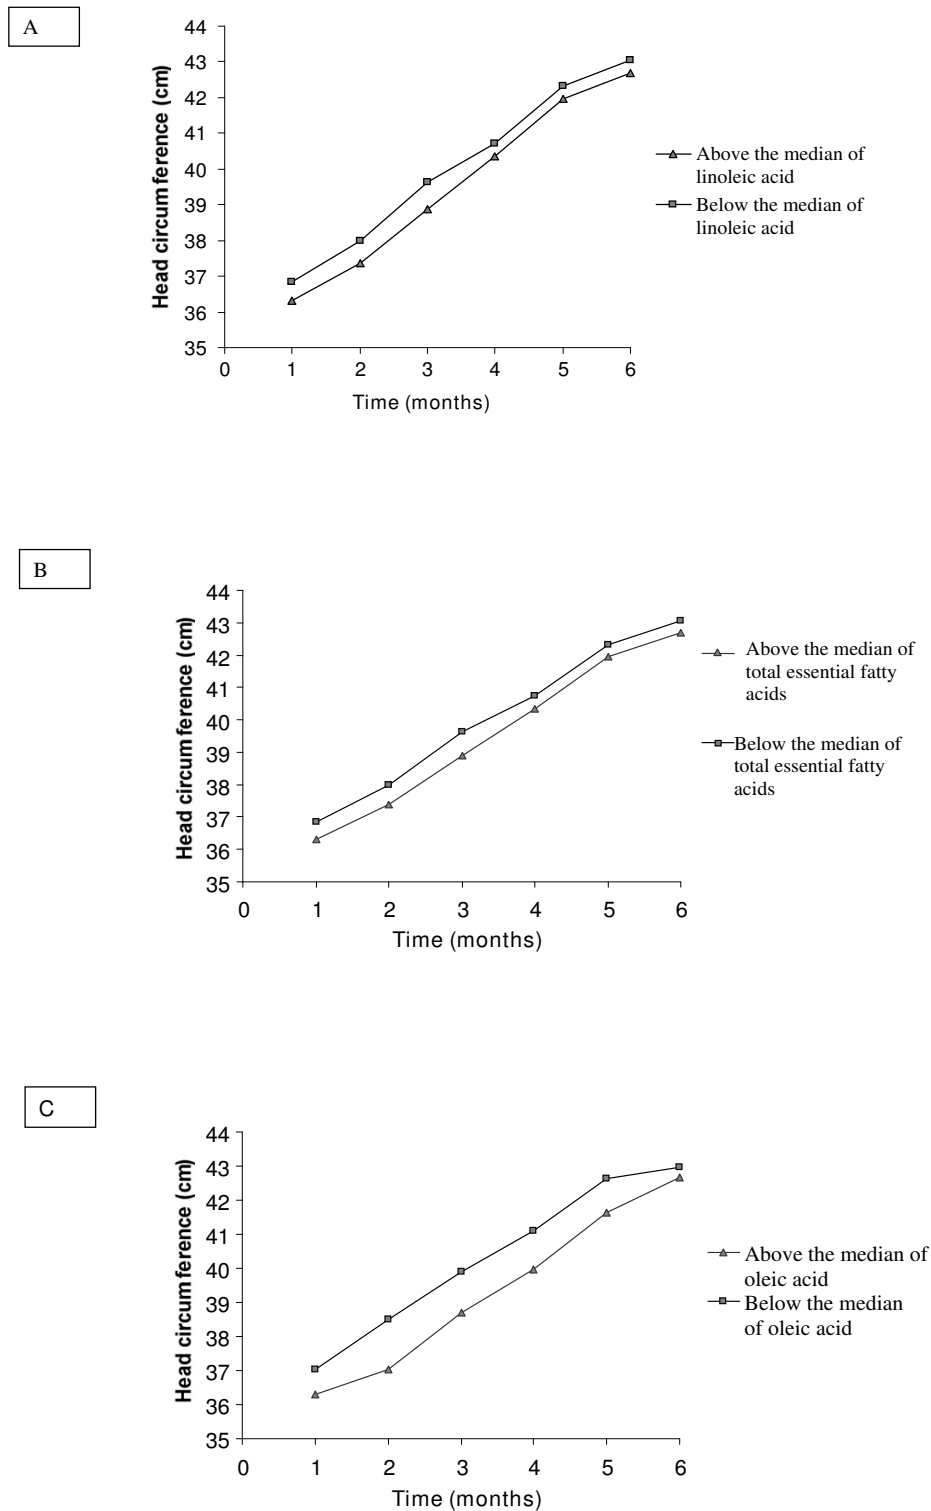 A
Head circumference (cm)
44
43
42
41
40
39
38
37
36
35
0 1 2 3 4 5 6
Time (months)
Above the median of
linoleic acid
Below the median of
linoleic acid
B
Head circumference (cm)
44
43
42
41
40
39
38
37
36
35
0 1 2 3 4 5 6
Time (months)
Above the median of
total essential fatty
acids
Below the median of
total essential fatty
acids
C
Head circumference (cm)
44
43
42
41
40
39
38
37
36
35
0 1 2 3 4 5 6
Time (months)
Above the median of
oleic acid
Below the median
of oleic acid